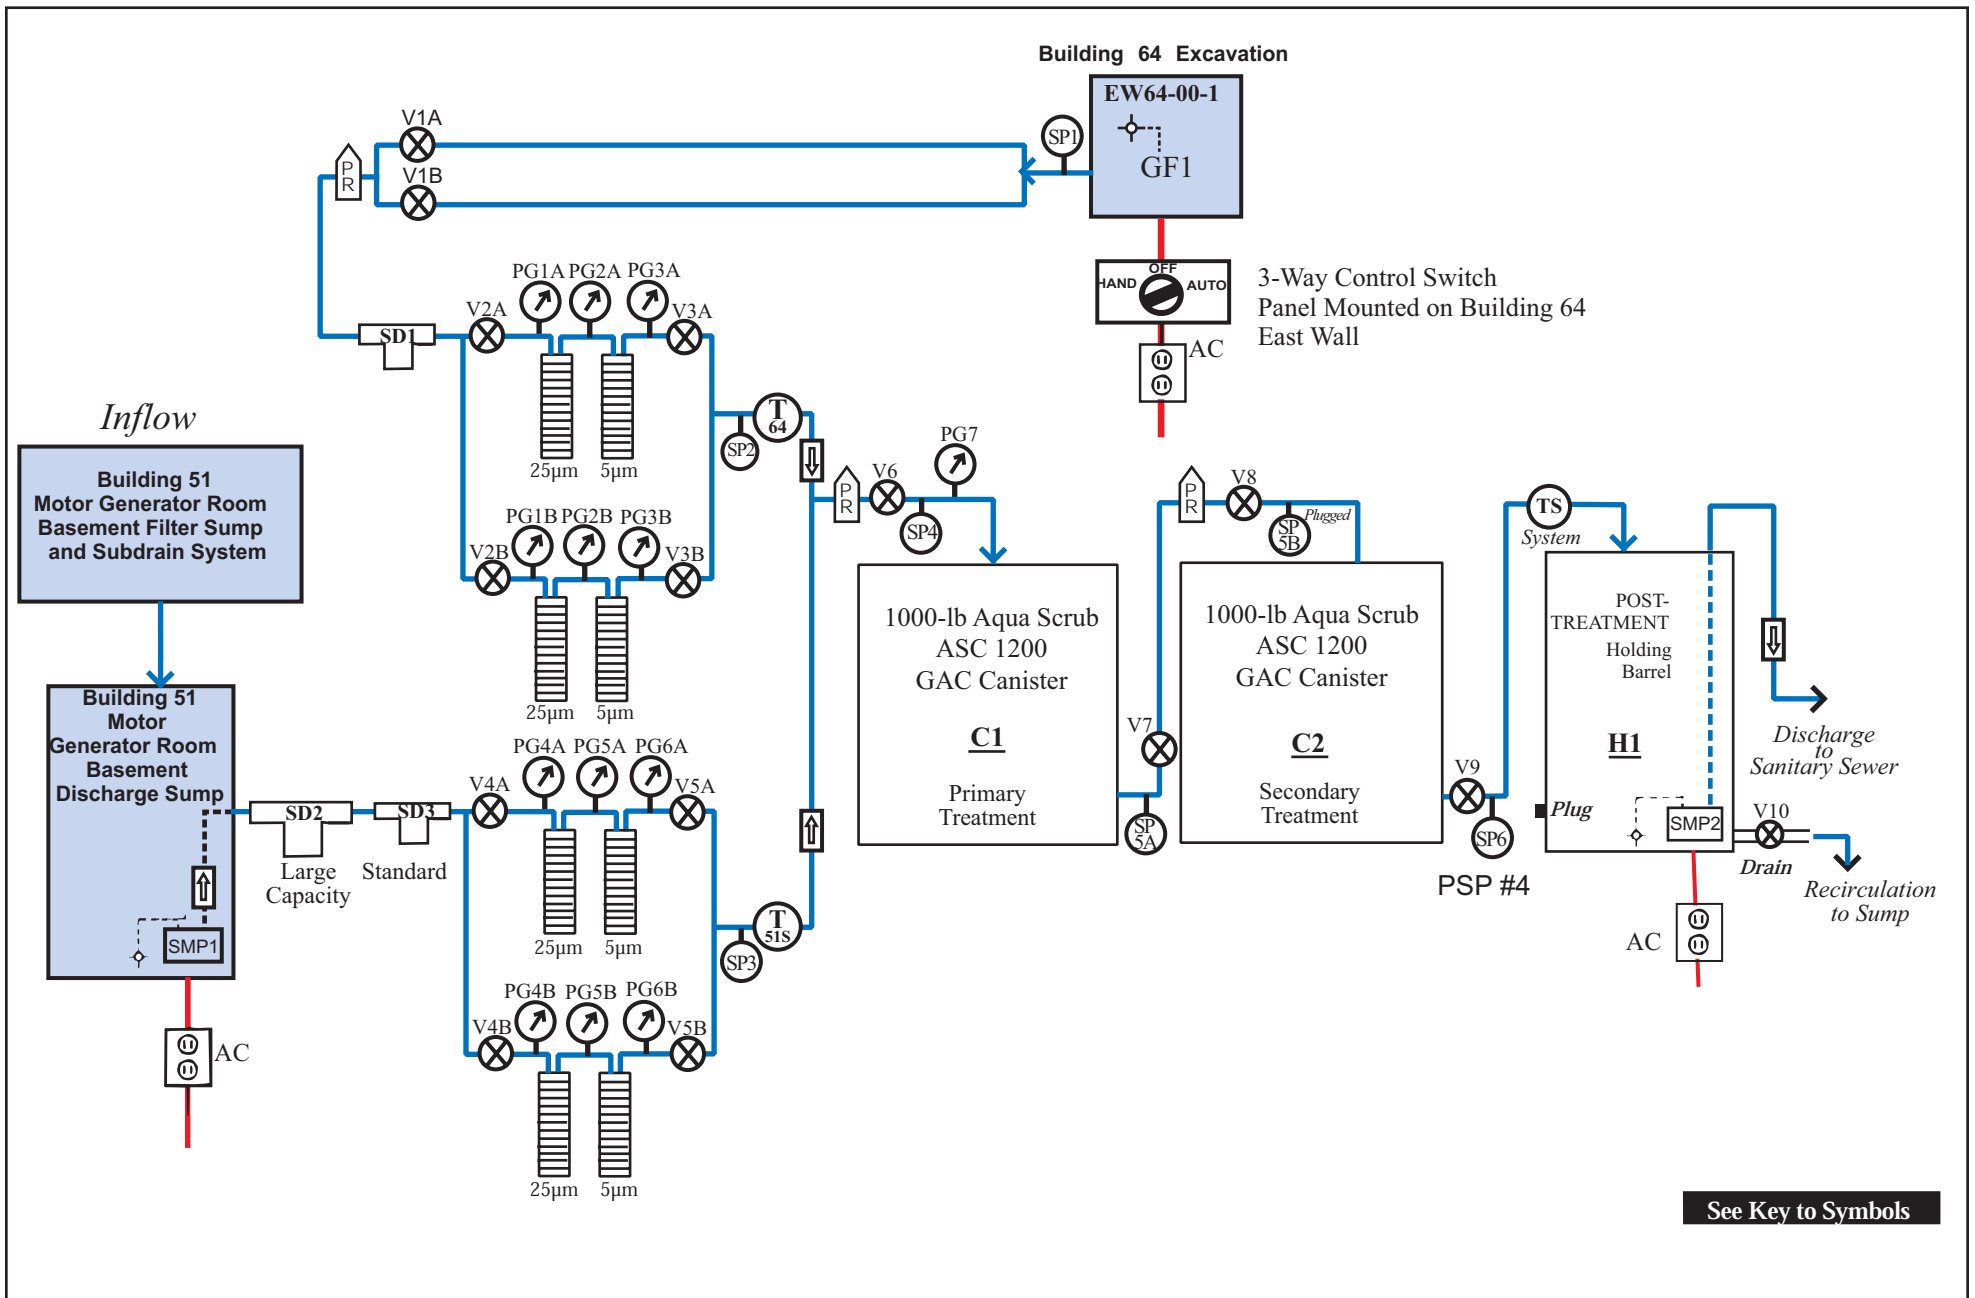 Building 64 Excavation
EW64-00-1
GF1
SP1
V1A
V1B
PR
HAND
OFF
AUTO
3-Way Control Switch
Panel Mounted on Building 64
East Wall
AC
SD1
V2A
PG1A
PG2A
PG3A
V3A
25µm
5µm
V2B
PG1B
PG2B
PG3B
V3B
25µm
5µm
SP2
T
64
Inflow
Building 51
Motor Generator Room
Basement Filter Sump
and Subdrain System
Building 51
Motor
Generator Room
Basement
Discharge Sump
SMP1
AC
SD2
Large
Capacity
SD3
Standard
V4A
PG4A
PG5A
PG6A
V5A
25µm
5µm
V4B
PG4B
PG5B
PG6B
V5B
25µm
5µm
SP3
T
51S
PR
V6
SP4
PG7
1000-lb Aqua Scrub
ASC 1200
GAC Canister
C1
Primary
Treatment
V7
SP
5A
PR
V8
SP
5B
Plugged
1000-lb Aqua Scrub
ASC 1200
GAC Canister
C2
Secondary
Treatment
V9
SP6
PSP #4
TS
System
POST-
TREATMENT
Holding
Barrel
H1
Plug
SMP2
V10
Drain
AC
Discharge
to
Sanitary Sewer
Recirculation
to Sump
See Key to Symbols